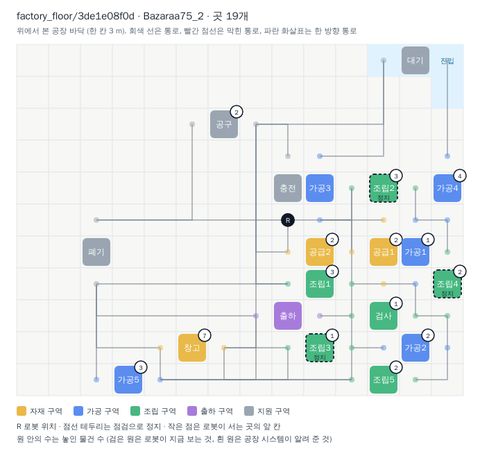 factory_floor/3de1e08f0d · Bazaraa75_2 · 곳 19개
위에서 본 공장 바닥 (한 칸 3 m). 회색 선은 통로, 빨간 선은 막힌 통로, 파란 화살표는 한 방향 통로
대기
공구 2
충전
가공3
조립2 3
정지
가공4 4
R
폐기
공급2 2
공급1 2
가공1 1
조립1 3
조립4 2
정지
출하
검사 1
창고 7
조립3 1
정지
가공2 2
가공5 3
조립5 2
자재 구역 가공 구역 조립 구역 출하 구역 지원 구역
R 로봇 위치 · 점선 테두리는 점검으로 정지 · 작은 점은 로봇이 서는 곳의 앞 칸
원 안의 수는 놓인 물건 수 (검은 원은 로봇이 지금 보는 것, 흰 원은 공장 시스템이 알려 준 것)